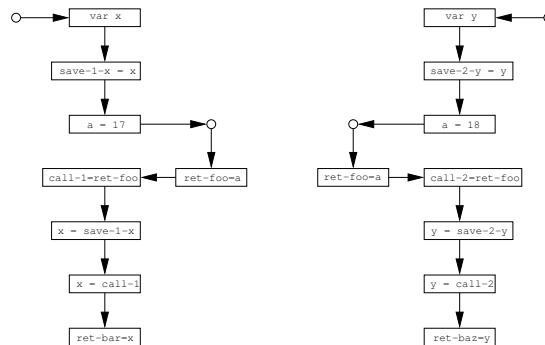 var x
save-1-x = x
a = 17
call-1=ret-foo
ret-foo=a
x = save-1-x
x = call-1
ret-bar=x
var y
save-2-y = y
a = 18
ret-foo=a
call-2=ret-foo
y = save-2-y
y = call-2
ret-baz=y